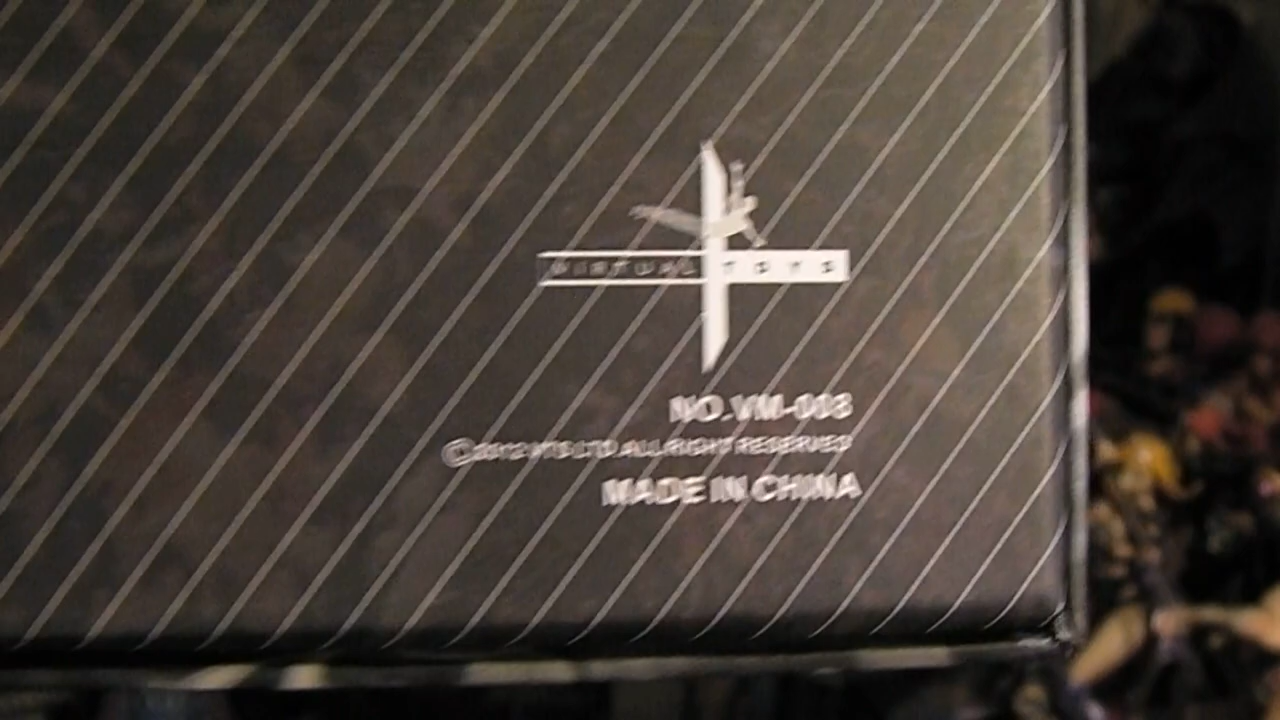 VIRTUAL TOYS
NO.VM-008
©2012 VTS LTD ALL RIGHT RESERVED
MADE IN CHINA